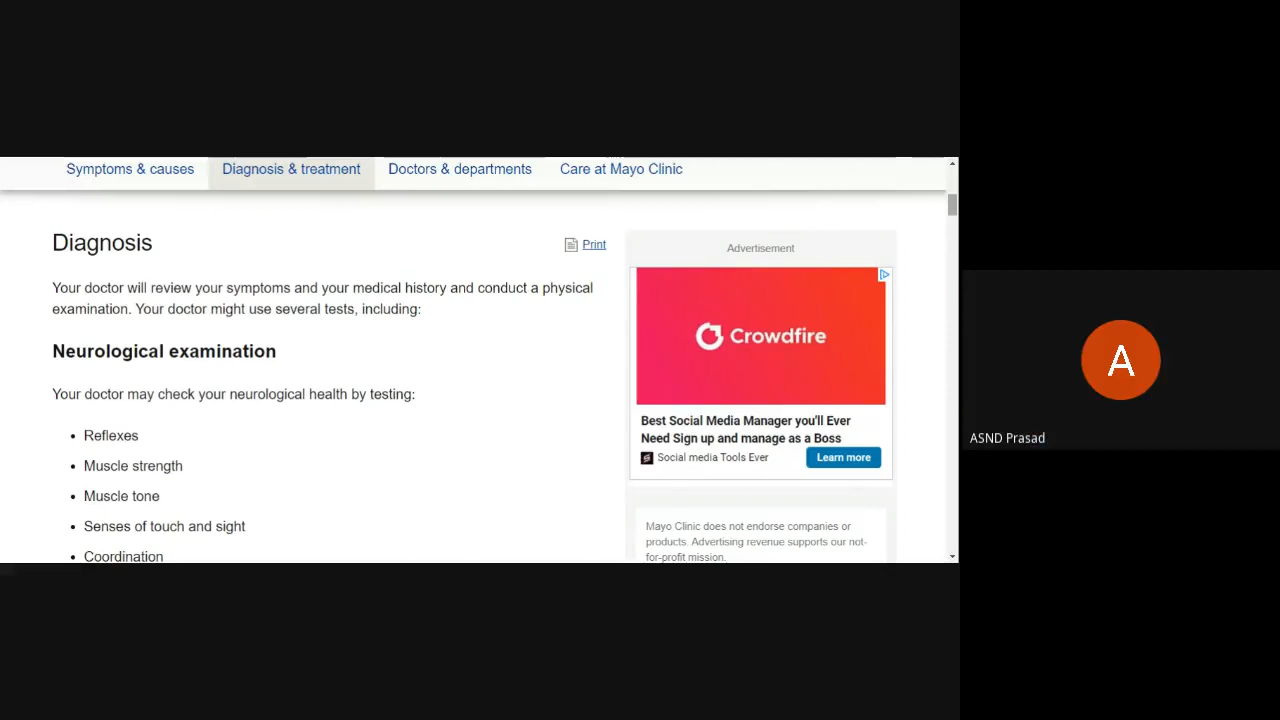 Symptoms & causes
Diagnosis & treatment
Doctors & departments
Care at Mayo Clinic
Diagnosis
Print
Your doctor will review your symptoms and your medical history and conduct a physical
examination. Your doctor might use several tests, including:
Neurological examination
Your doctor may check your neurological health by testing:
• Reflexes
• Muscle strength
• Muscle tone
• Senses of touch and sight
• Coordination
Advertisement
Crowdfire
Best Social Media Manager you'll Ever
Need Sign up and manage as a Boss
Social media Tools Ever
Learn more
Mayo Clinic does not endorse companies or
products. Advertising revenue supports our not-
for-profit mission.
A
ASND Prasad